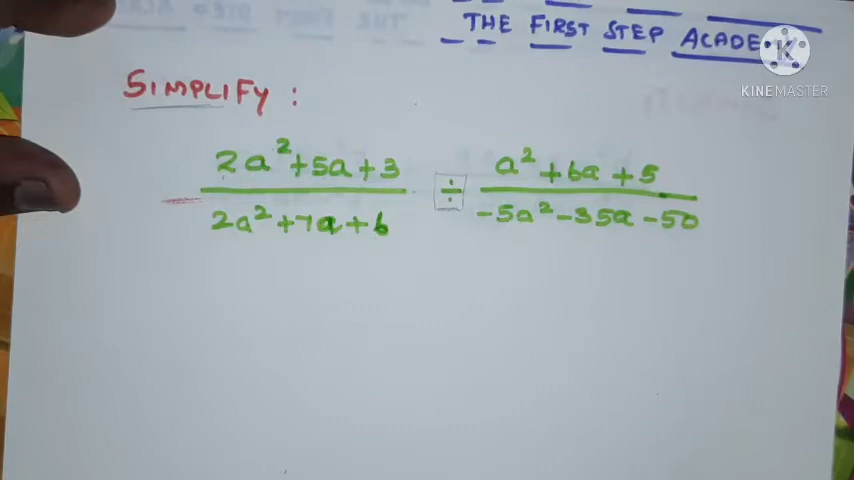 THE FIRST STEP ACADE
K
KINEMASTER
SIMPLIFY :
2a²+5a+3 ÷ a²+6a+5
2a²+7a+6 -5a²-35a-50